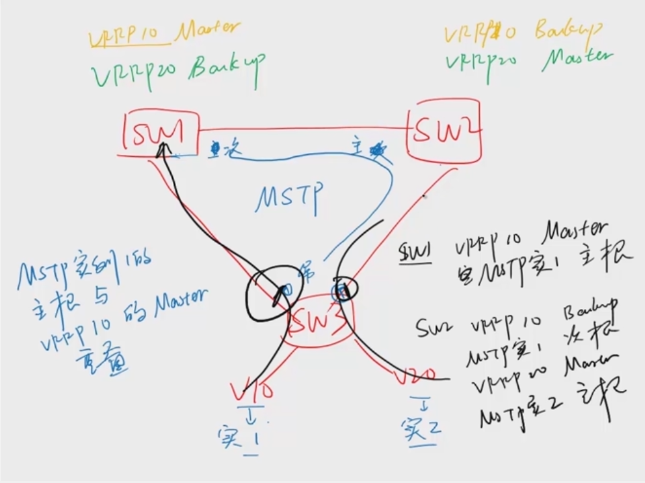 VRRP10 Master
VRRP20 Backup
VRRP10 Backup
VRRP20 Master
SW1
SW2
次
主
MSTP
MSTP实例1的
主根与
VRRP10的Master
重叠
SW1 VRRP10 Master
MSTP实1 主根
SW2 VRRP10 Backup
MSTP实1 次根
VRRP20 Master
MSTP实2 主根
SW3
V10
V20
实1
实2